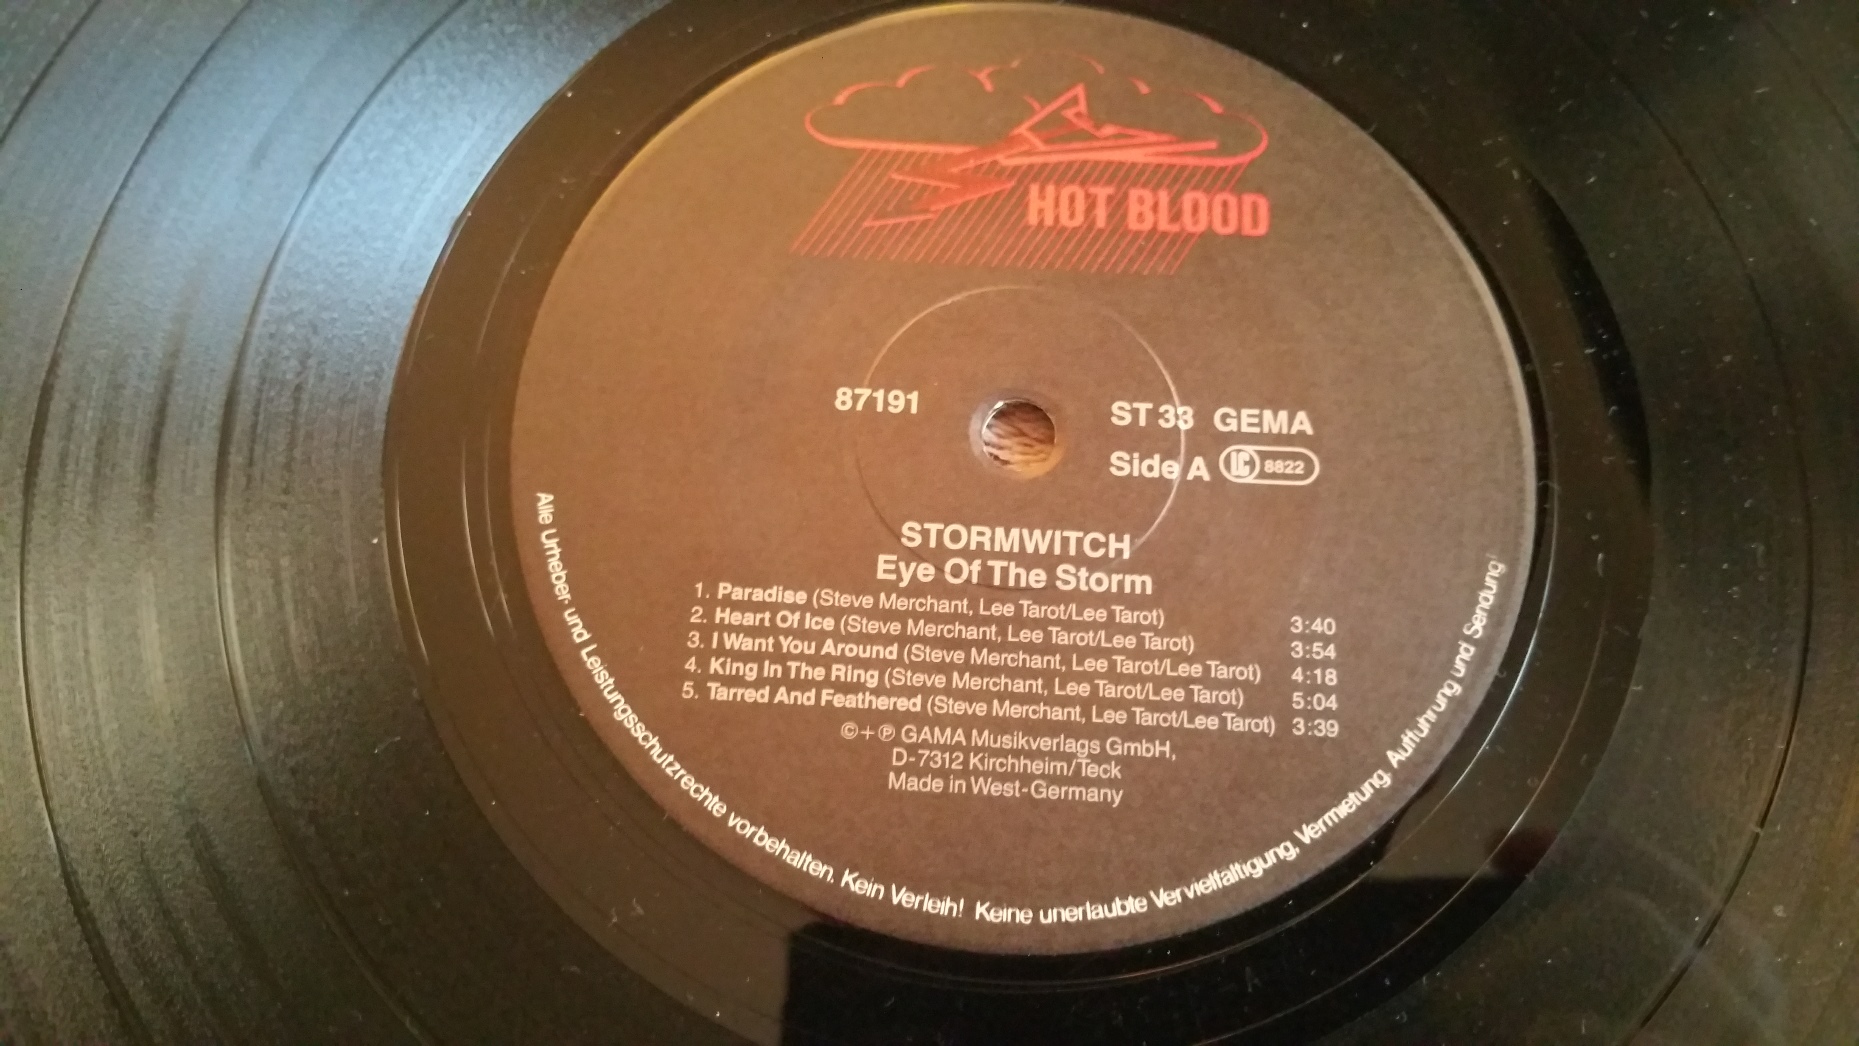 HOT BLOOD
87191
ST 33 GEMA
Side A LC 8822
STORMWITCH
Eye Of The Storm
1. Paradise (Steve Merchant, Lee Tarot/Lee Tarot) 3:40
2. Heart Of Ice (Steve Merchant, Lee Tarot/Lee Tarot) 3:54
3. I Want You Around (Steve Merchant, Lee Tarot/Lee Tarot) 4:18
4. King In The Ring (Steve Merchant, Lee Tarot/Lee Tarot) 5:04
5. Tarred And Feathered (Steve Merchant, Lee Tarot/Lee Tarot) 3:39
©+℗ GAMA Musikverlags GmbH,
D-7312 Kirchheim/Teck
Made in West-Germany
Alle Urheber- und Leistungsschutzrechte vorbehalten. Kein Verleih! Keine unerlaubte Vervielfältigung, Vermietung, Aufführung und Sendung!